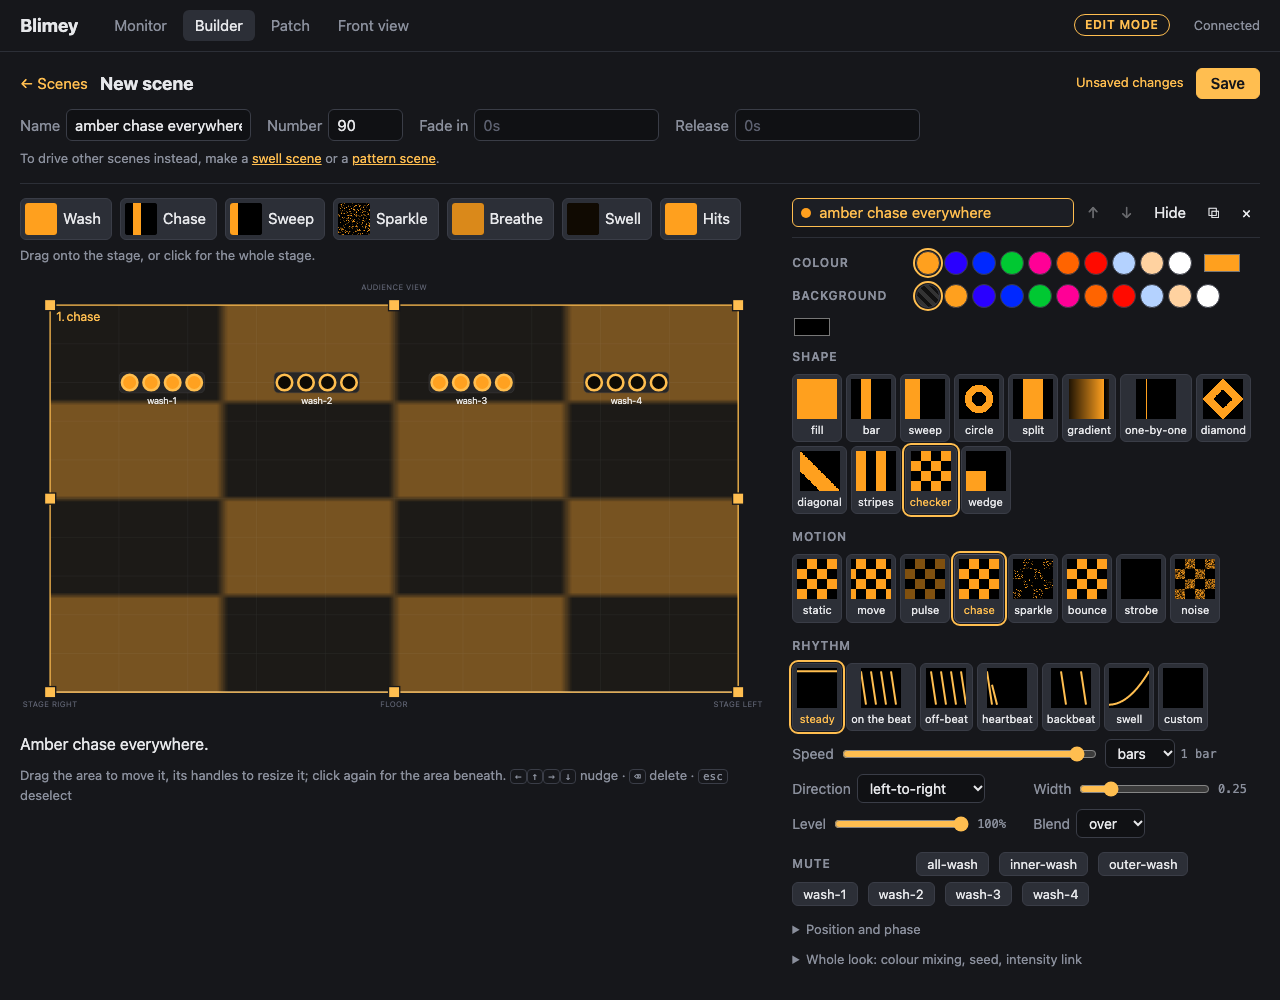 Blimey Monitor Builder Patch Front view EDIT MODE Connected
← Scenes New scene Unsaved changes Save
Name amber chase everywhere Number 90 Fade in 0s Release 0s
To drive other scenes instead, make a swell scene or a pattern scene.
Wash Chase Sweep Sparkle Breathe Swell Hits
Drag onto the stage, or click for the whole stage.
AUDIENCE VIEW
1. chase
wash-1 wash-2 wash-3 wash-4
STAGE RIGHT FLOOR STAGE LEFT
Amber chase everywhere.
Drag the area to move it, its handles to resize it; click again for the area beneath. ← ↑ → ↓ nudge · ⌫ delete · esc
deselect
amber chase everywhere ↑ ↓ Hide ×
COLOUR
BACKGROUND
SHAPE
fill bar sweep circle split gradient one-by-one diamond
diagonal stripes checker wedge
MOTION
static move pulse chase sparkle bounce strobe noise
RHYTHM
steady on the beat off-beat heartbeat backbeat swell custom
Speed bars 1 bar
Direction left-to-right Width 0.25
Level 100% Blend over
MUTE all-wash inner-wash outer-wash
wash-1 wash-2 wash-3 wash-4
▶ Position and phase
▶ Whole look: colour mixing, seed, intensity link